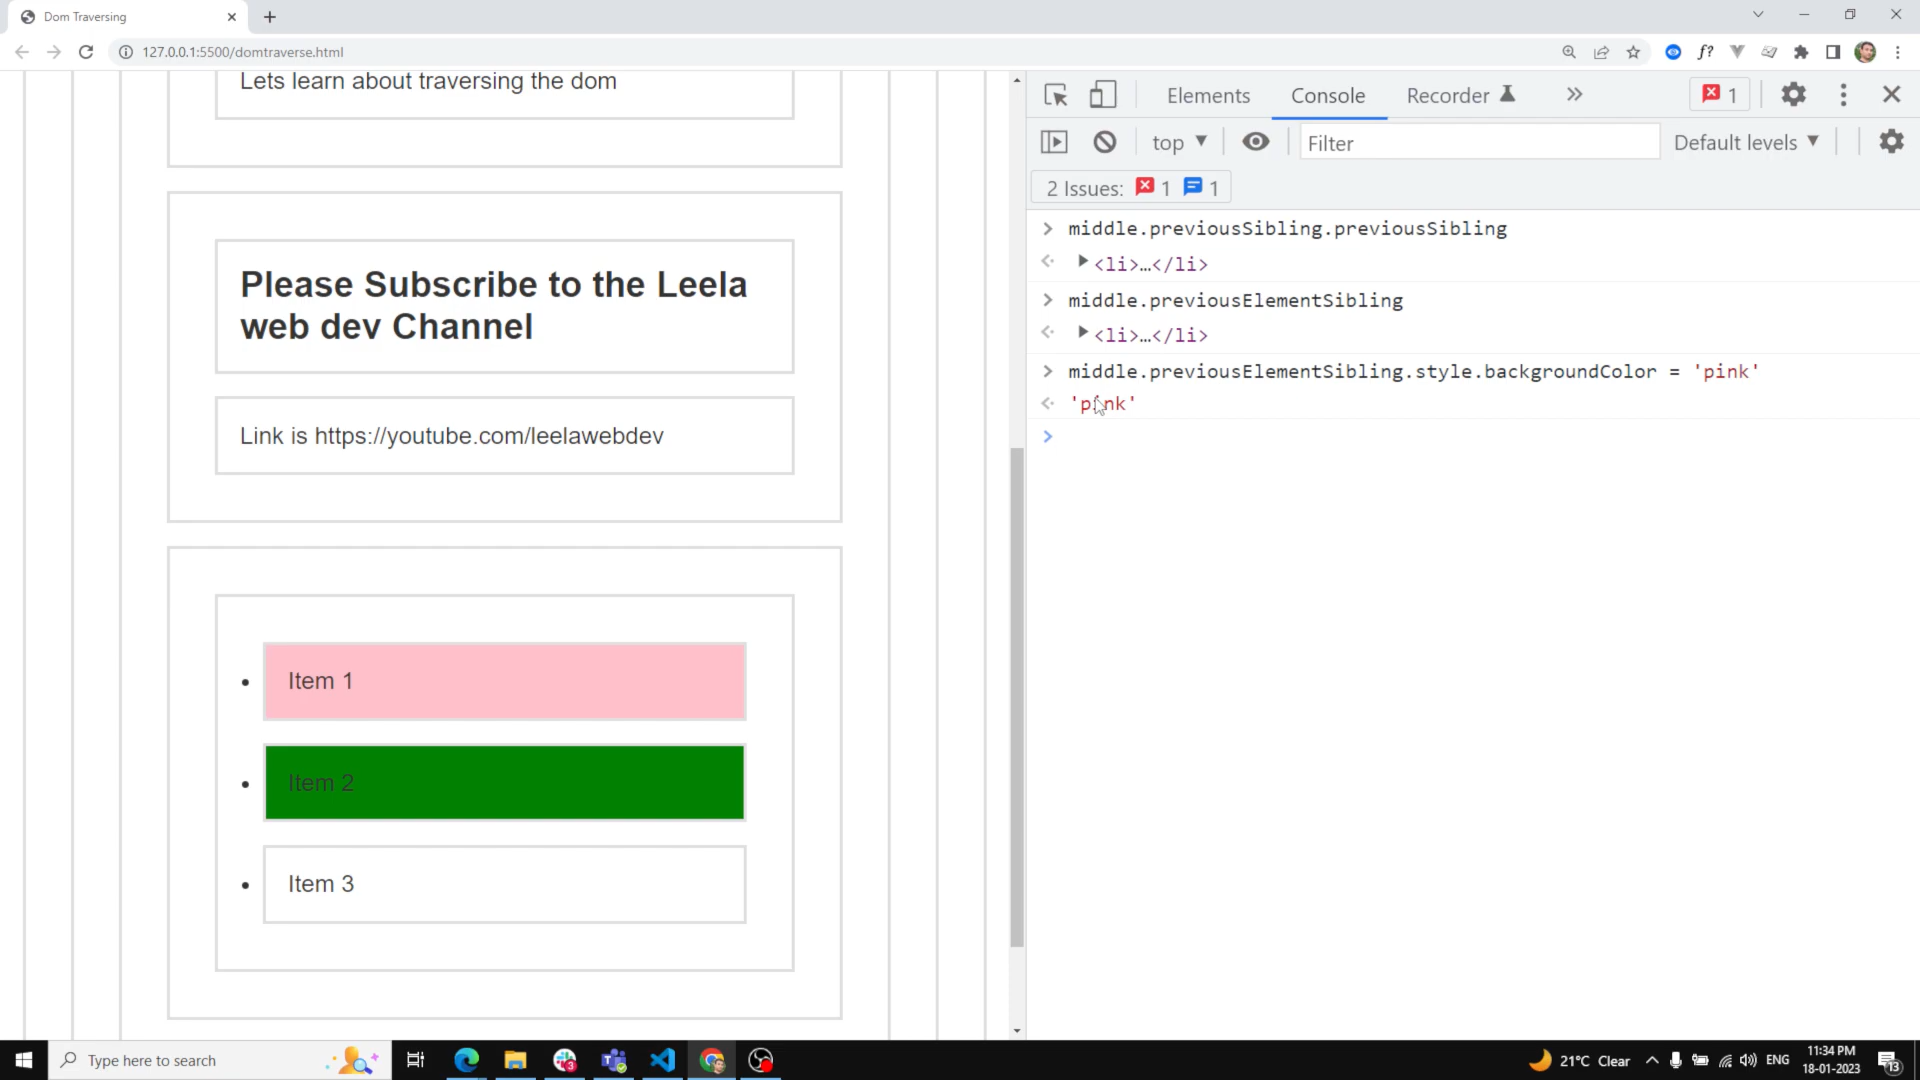 Dom Traversing
127.0.0.1:5500/domtraverse.html
f?
Lets learn about traversing the dom
Please Subscribe to the Leela
web dev Channel
Link is https://youtube.com/leelawebdev
Item 1
Item 2
Item 3
Elements
Console
Recorder
1
top
Filter
Default levels
2 Issues:
1
1
middle.previousSibling.previousSibling
<li>…</li>
middle.previousElementSibling
<li>…</li>
middle.previousElementSibling.style.backgroundColor = 'pink'
'pink'
Type here to search
3
21°C Clear
ENG
11:34 PM
18-01-2023
13